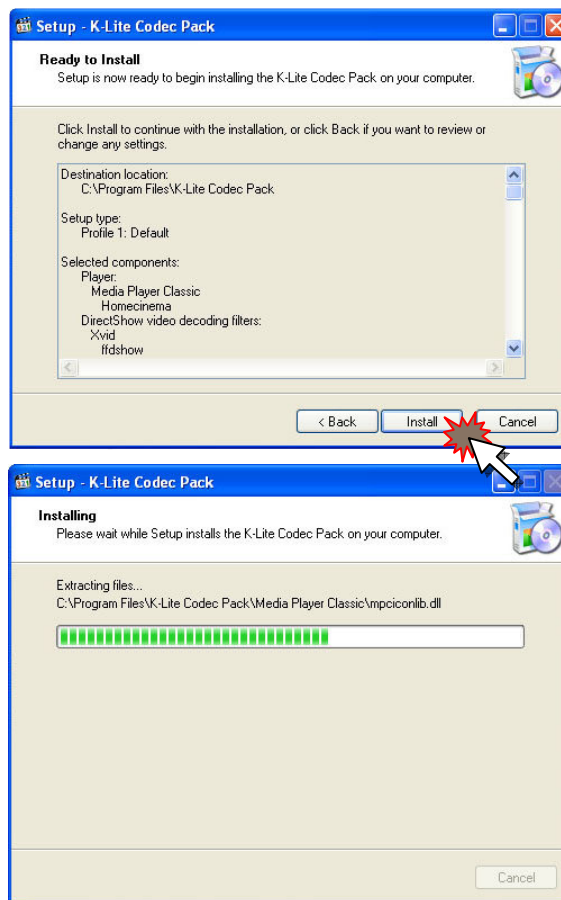 Setup - K-Lite Codec Pack
Ready to Install
Setup is now ready to begin installing the K-Lite Codec Pack on your computer.
Click Install to continue with the installation, or click Back if you want to review or
change any settings.
Destination location:
C:\Program Files\K-Lite Codec Pack
Setup type:
Profile 1: Default
Selected components:
Player:
Media Player Classic
Homecinema
DirectShow video decoding filters:
Xvid
ffdshow
< Back Install Cancel
Setup - K-Lite Codec Pack
Installing
Please wait while Setup installs the K-Lite Codec Pack on your computer.
Extracting files...
C:\Program Files\K-Lite Codec Pack\Media Player Classic\mpciconlib.dll
Cancel